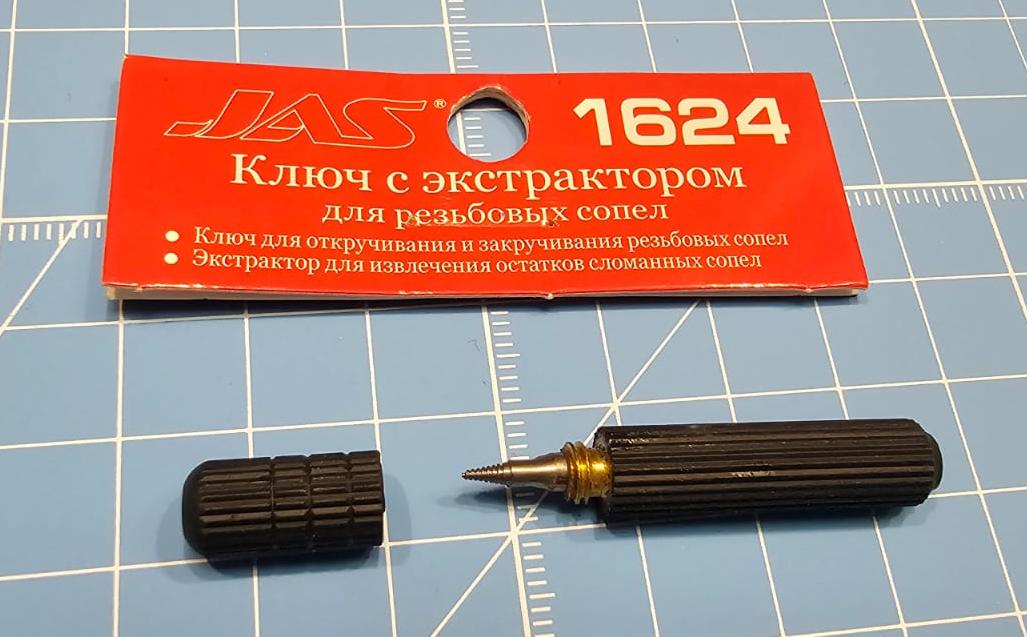 JAS® 1624
Ключ с экстрактором
для резьбовых сопел
• Ключ для откручивания и закручивания резьбовых сопел
• Экстрактор для извлечения остатков сломанных сопел